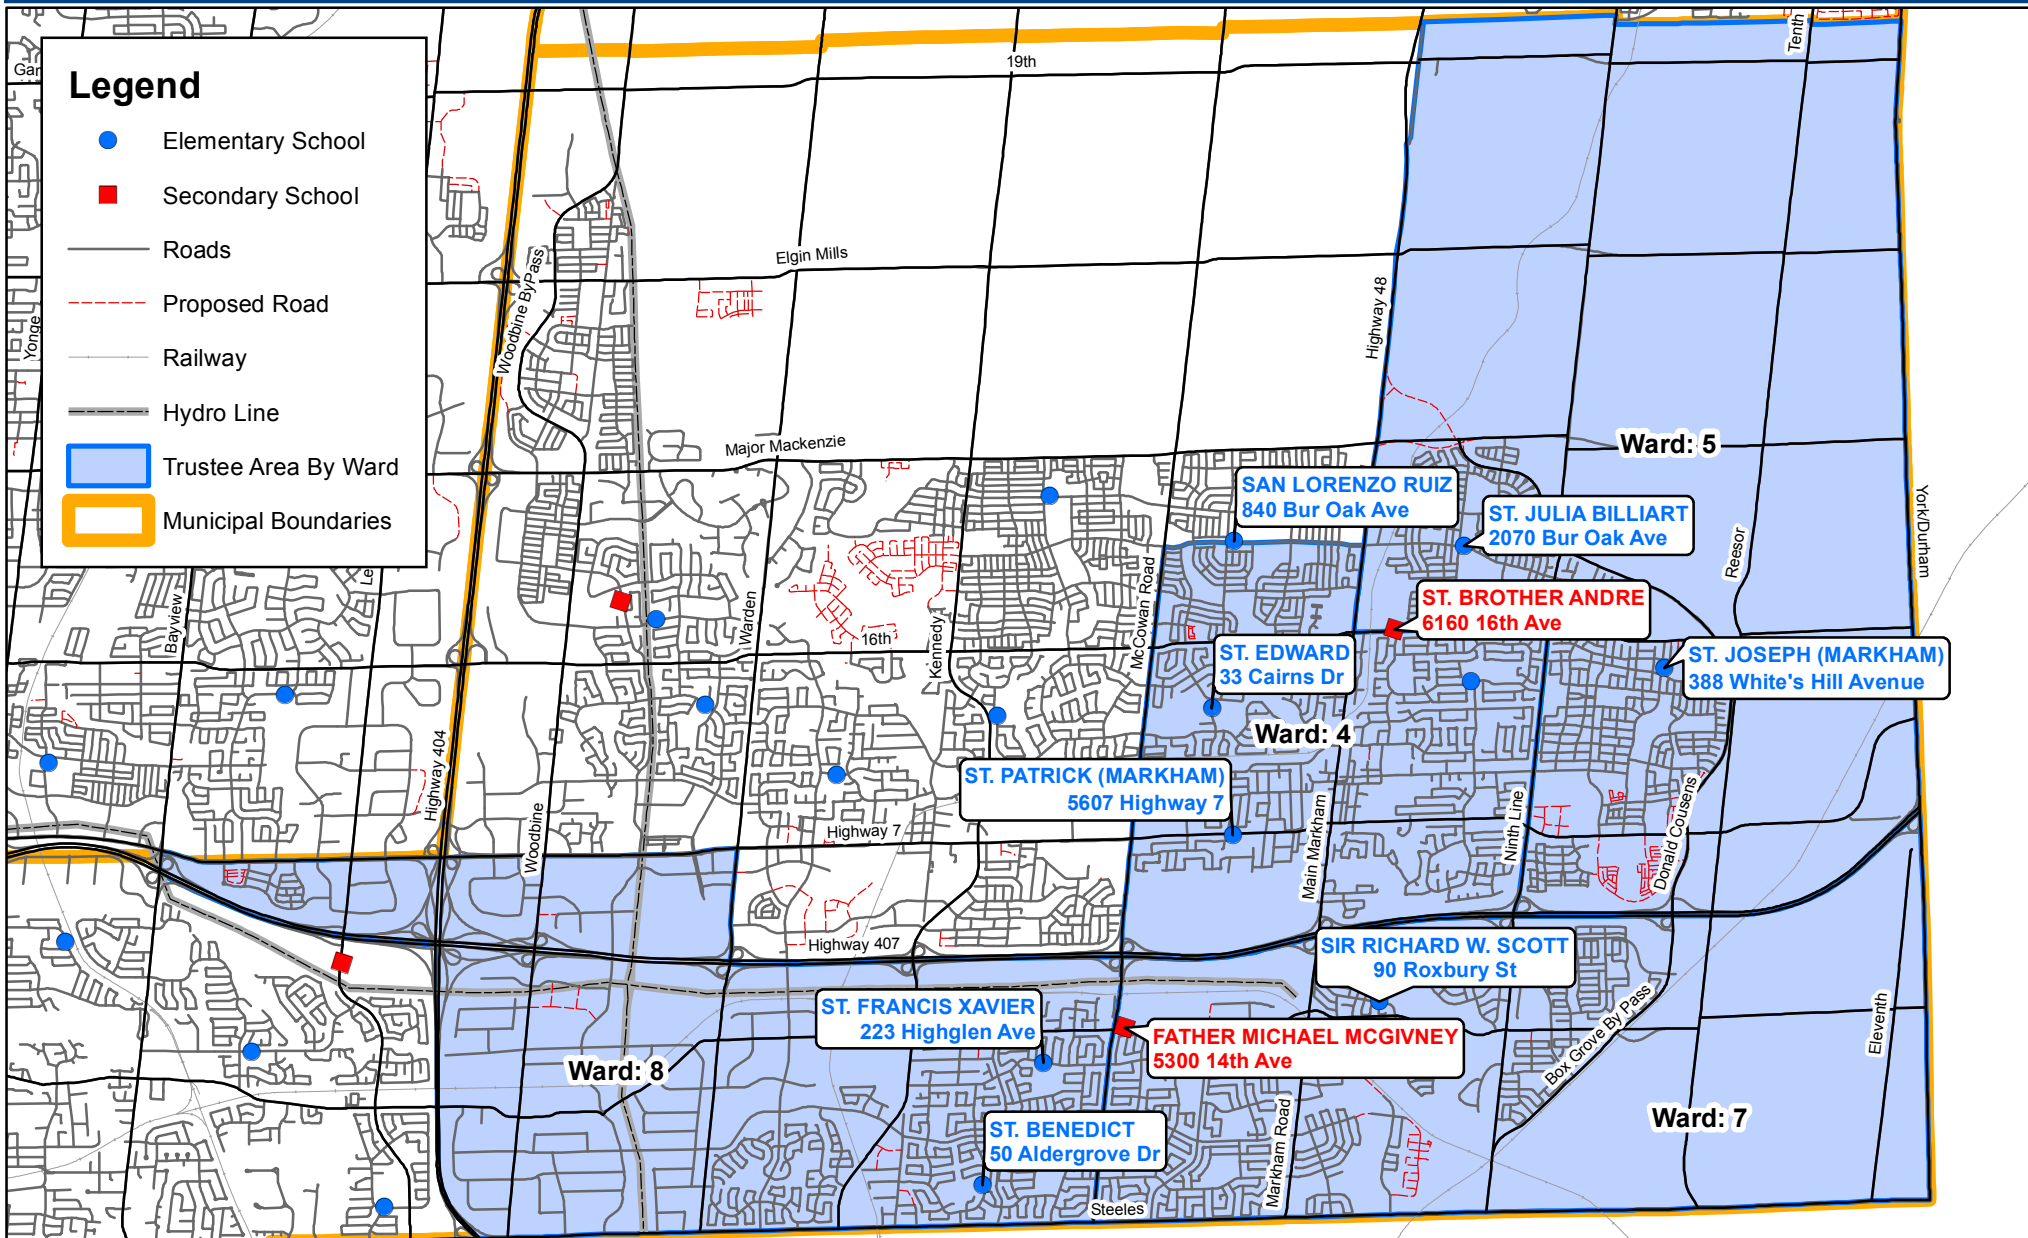 Legend
Elementary School
Secondary School
Roads
Proposed Road
Railway
Hydro Line
Trustee Area By Ward
Municipal Boundaries
19th
Tenth
Elgin Mills
Woodbine ByPass
Highway 48
Yonge
Major Mackenzie
Ward: 5
SAN LORENZO RUIZ
840 Bur Oak Ave
ST. JULIA BILLIART
2070 Bur Oak Ave
York/Durham
Reesor
Bayview
Warden
16th
Kennedy
McCowan Road
ST. BROTHER ANDRE
6160 16th Ave
ST. EDWARD
33 Cairns Dr
ST. JOSEPH (MARKHAM)
388 White's Hill Avenue
Ward: 4
Highway 404
ST. PATRICK (MARKHAM)
5607 Highway 7
Woodbine
Highway 7
Main Markham
Ninth Line
Donald Cousens
Highway 407
SIR RICHARD W. SCOTT
90 Roxbury St
ST. FRANCIS XAVIER
223 Highglen Ave
FATHER MICHAEL MCGIVNEY
5300 14th Ave
Box Grove By Pass
Eleventh
Ward: 8
Ward: 7
ST. BENEDICT
50 Aldergrove Dr
Markham Road
Steeles